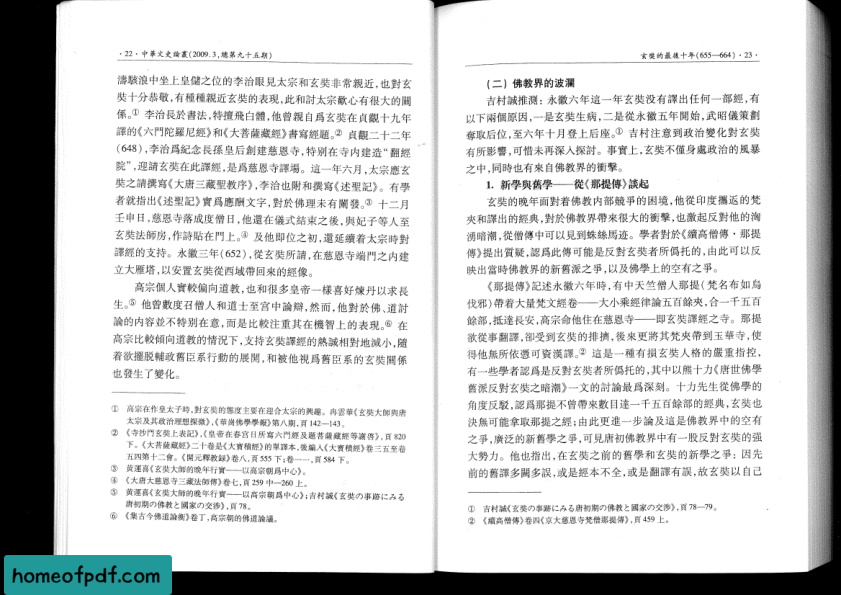 ·22·中華文史論叢(2009.3,總第九十五期)
濤駭浪中坐上皇儲之位的李治眼見太宗和玄奘非常親近,也對玄
奘十分恭敬,有種種親近玄奘的表現,此和討太宗歡心有很大的關
係。① 李治長於書法,特擅飛白體,他曾親自爲玄奘在貞觀十九年
譯的《六門陀羅尼經》和《大菩薩藏經》書寫經題。② 貞觀二十二年
(648),李治爲紀念長孫皇后創建慈恩寺,特別在寺内建造“翻經
院”,迎請玄奘在此譯經,是爲慈恩寺譯場。這一年六月,太宗應玄
奘之請撰寫《大唐三藏聖教序》,李治也附和撰寫《述聖記》。有學
者就指出《述聖記》實爲應酬文字,對於佛理未有闡發。③ 十二月
壬申日,慈恩寺落成度僧日,他還在儀式結束之後,與妃子等人至
玄奘法師房,作詩貼在門上。④ 及他即位之初,還延續着太宗時對
譯經的支持。永徽三年(652),從玄奘所請,在慈恩寺端門之内建
立大雁塔,以安置玄奘從西域帶回來的經像。
高宗個人實較偏向道教,也和很多皇帝一樣喜好煉丹以求長
生。⑤ 他曾數度召僧人和道士至宮中論辯,然而,他對於佛、道討
論的内容並不特別在意,而是比較注重其在機智上的表現。⑥ 在
高宗比較傾向道教的情況下,支持玄奘譯經的熱誠相對地減小,隨
着欲擺脱輔政舊臣系行動的展開,和被他視爲舊臣系的玄奘關係
也發生了變化。
① 高宗在作皇太子時,對玄奘的態度主要在迎合太宗的興趣。冉雲華《玄奘大師與唐
太宗及其政治理想探微》,《華崗佛學學報》第八期,頁142—143。
② 《寺沙門玄奘上表記》,《皇帝在春宮日所寫六門經及題菩薩藏經等謝啓》,頁820
下。《大菩薩藏經》二十卷是《大寶積經》的單譯本,後編入《大寶積經》卷三五至卷
五四第十二會。《開元釋教録》卷八,頁555下;卷一一,頁584下。
③ 黄運喜《玄奘大師的晚年行實——以高宗朝爲中心》。
④ 《大唐大慈恩寺三藏法師傳》卷七,頁259中—260上。
⑤ 黄運喜《玄奘大師的晚年行實——以高宗朝爲中心》;吉村誠《玄奘の事跡にみる
唐初期の佛教と國家の交涉》,頁78。
⑥ 《集古今佛道論衡》卷丁,高宗朝的佛道論議。
玄奘的最後十年(655—664)·23·
(二) 佛教界的波瀾
吉村誠推測:永徽六年這一年玄奘没有譯出任何一部經,有
以下兩個原因,一是玄奘生病,二是從永徽五年開始,武昭儀策劃
奪取后位,至六年十月登上后座。① 吉村注意到政治變化對玄奘
有所影響,可惜未再深入探討。事實上,玄奘不僅身處政治的風暴
之中,同時也有來自佛教界的衝擊。
1. 新學與舊學——從《那提傳》談起
玄奘的晚年面對着佛教内部競爭的困境,他從印度攜返的梵
夾和譯出的經典,對於佛教界帶來很大的衝擊,也激起反對他的洶
湧暗潮,從僧傳中可以見到蛛絲馬迹。學者對於《續高僧傳·那提
傳》提出質疑,認爲此傳可能是反對玄奘者所僞托的,由此可以反
映出當時佛教界的新舊派之爭,以及佛學上的空有之爭。
《那提傳》記述永徽六年時,有中天竺僧人那提(梵名布如烏
伐邪)帶着大量梵文經卷——大小乘經律論五百餘夾,合一千五百
餘部,抵達長安,高宗命他住在慈恩寺——即玄奘譯經之寺。那提
欲從事翻譯,卻受到玄奘的排擠,後來更將其梵夾帶到玉華寺,使
得他無所依憑可資漢譯。② 這是一種有損玄奘人格的嚴重指控,
有一些學者認爲是反對玄奘者所僞托的,其中以熊十力《唐世佛學
舊派反對玄奘之暗潮》一文的討論最爲深刻。十力先生從佛學的
角度反駁,認爲那提不曾帶來數目達一千五百餘部的經典,玄奘也
決無可能拿取那提之經;由此更進一步論及這是佛教界中的空有
之爭,廣泛的新舊學之爭,可見唐初佛教界中有一股反對玄奘的强
大勢力。他也指出,在玄奘之前的舊學和玄奘的新學之爭:因先
前的舊譯多闕多誤,或是經本不全,或是翻譯有誤,故玄奘以自己
① 吉村誠《玄奘の事跡にみる唐初期の佛教と國家の交涉》,頁78—79。
② 《續高僧傳》卷四《京大慈恩寺梵僧那提傳》,頁459上。
homeofpdf.com